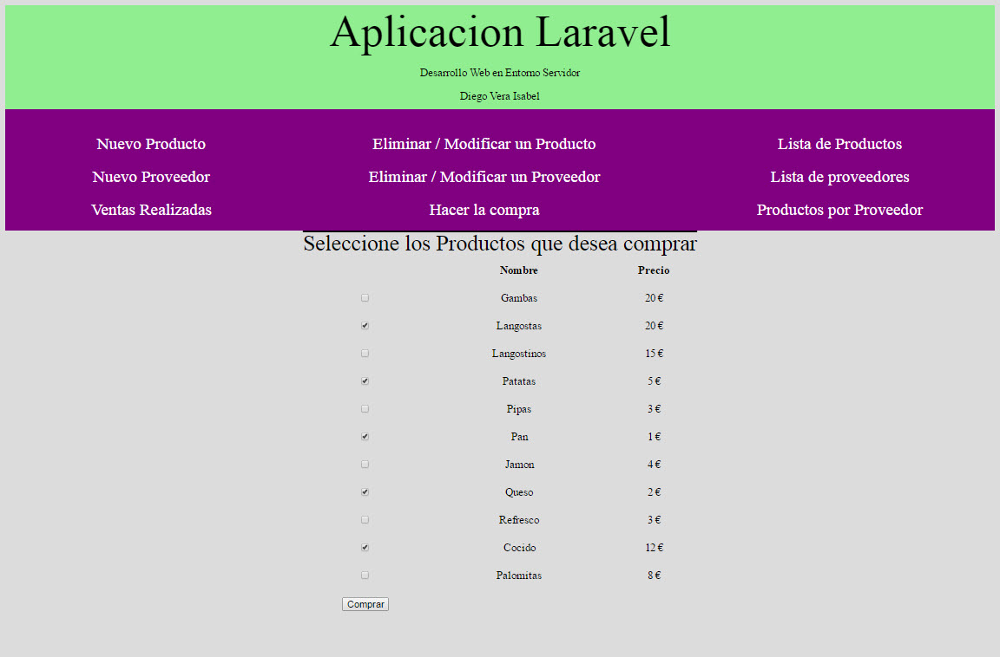 Aplicacion Laravel
Desarrollo Web en Entorno Servidor
Diego Vera Isabel
Nuevo Producto Eliminar / Modificar un Producto Lista de Productos
Nuevo Proveedor Eliminar / Modificar un Proveedor Lista de proveedores
Ventas Realizadas Hacer la compra Productos por Proveedor
Seleccione los Productos que desea comprar
Nombre Precio
Gambas 20 €
Langostas 20 €
Langostinos 15 €
Patatas 5 €
Pipas 3 €
Pan 1 €
Jamon 4 €
Queso 2 €
Refresco 3 €
Cocido 12 €
Palomitas 8 €
Comprar